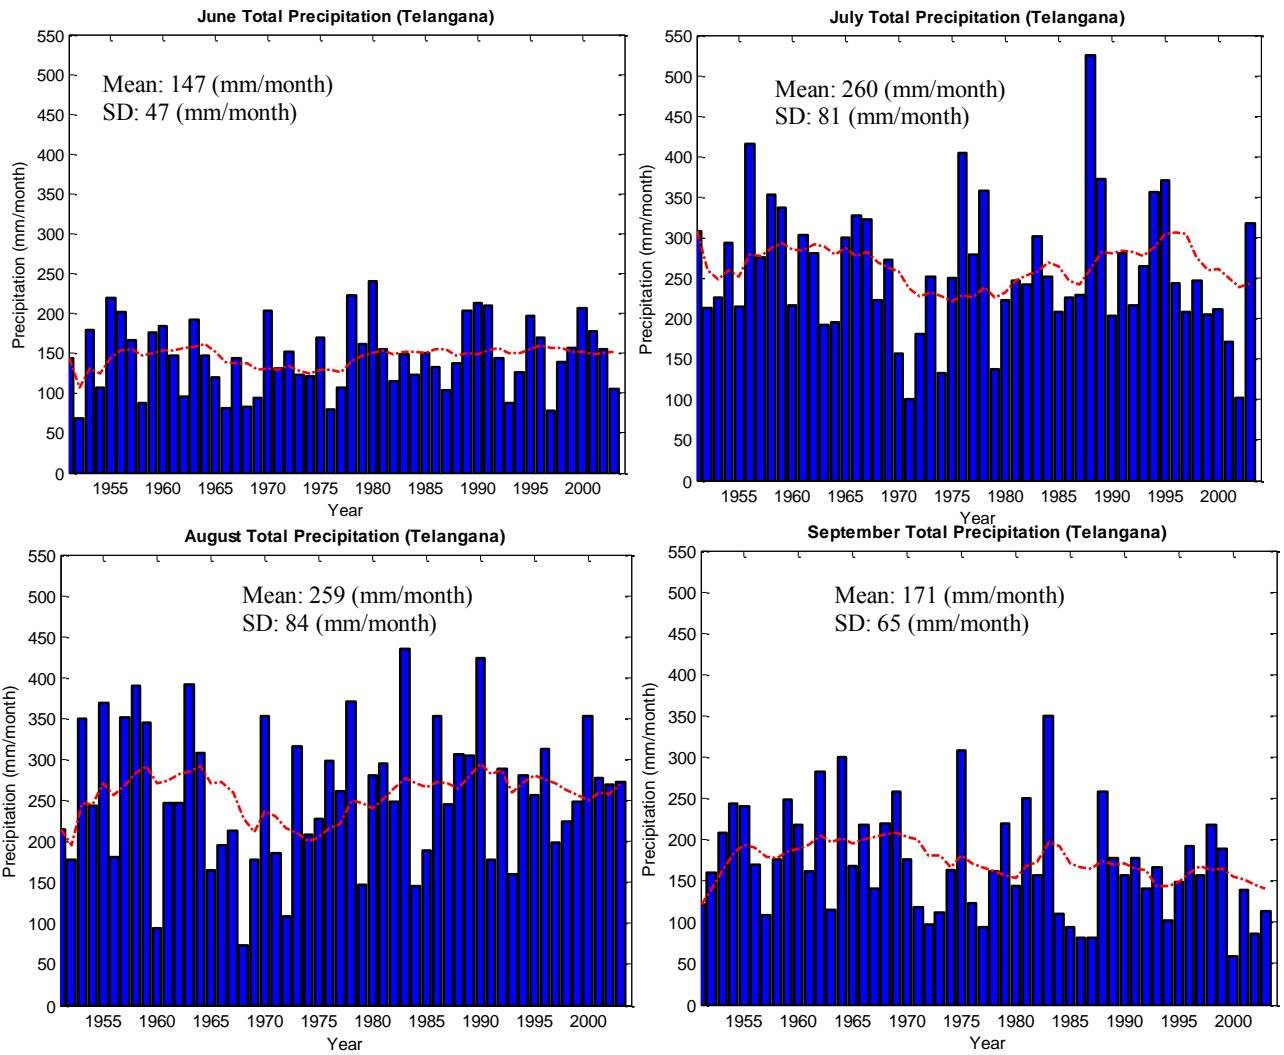 June Total Precipitation (Telangana)
550
500
450
400
350
300
250
200
150
100
50
0
Precipitation (mm/month)
Mean: 147 (mm/month)
SD: 47 (mm/month)
1955 1960 1965 1970 1975 1980 1985 1990 1995 2000
Year
July Total Precipitation (Telangana)
550
500
450
400
350
300
250
200
150
100
50
0
Precipitation (mm/month)
Mean: 260 (mm/month)
SD: 81 (mm/month)
1955 1960 1965 1970 1975 1980 1985 1990 1995 2000
Year
August Total Precipitation (Telangana)
550
500
450
400
350
300
250
200
150
100
50
0
Precipitation (mm/month)
Mean: 259 (mm/month)
SD: 84 (mm/month)
1955 1960 1965 1970 1975 1980 1985 1990 1995 2000
Year
September Total Precipitation (Telangana)
550
500
450
400
350
300
250
200
150
100
50
0
Precipitation (mm/month)
Mean: 171 (mm/month)
SD: 65 (mm/month)
1955 1960 1965 1970 1975 1980 1985 1990 1995 2000
Year